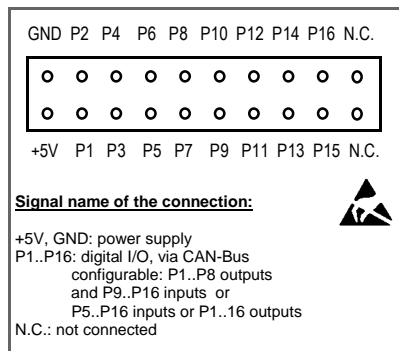 GND P2 P4 P6 P8 P10 P12 P14 P16 N.C.
+5V P1 P3 P5 P7 P9 P11 P13 P15 N.C.
Signal name of the connection:
+5V, GND: power supply
P1..P16: digital I/O, via CAN-Bus
configurable: P1..P8 outputs
and P9..P16 inputs or
P5..P16 inputs or P1..16 outputs
N.C.: not connected